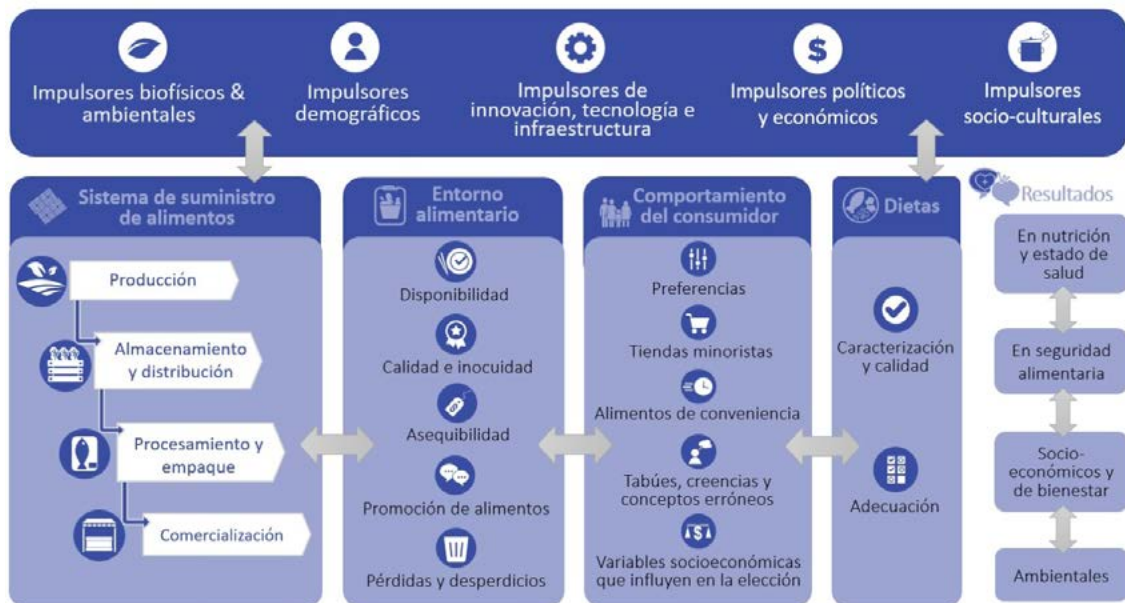 Impulsores biofísicos &
ambientales
Impulsores
demográficos
Impulsores de
innovación, tecnología e
infraestructura
Impulsores políticos
y económicos
Impulsores
socio-culturales
Sistema de suministro
de alimentos
Producción
Almacenamiento
y distribución
Procesamiento y
empaque
Comercialización
Entorno
alimentario
Disponibilidad
Calidad e inocuidad
Asequibilidad
Promoción de alimentos
Pérdidas y desperdicios
Comportamiento
del consumidor
Preferencias
Tiendas minoristas
Alimentos de conveniencia
Tabúes, creencias y
conceptos erróneos
Variables socioeconómicas
que influyen en la elección
Dietas
Caracterización
y calidad
Adecuación
Resultados
En nutrición
y estado de
salud
En seguridad
alimentaria
Socio-
económicos y
de bienestar
Ambientales